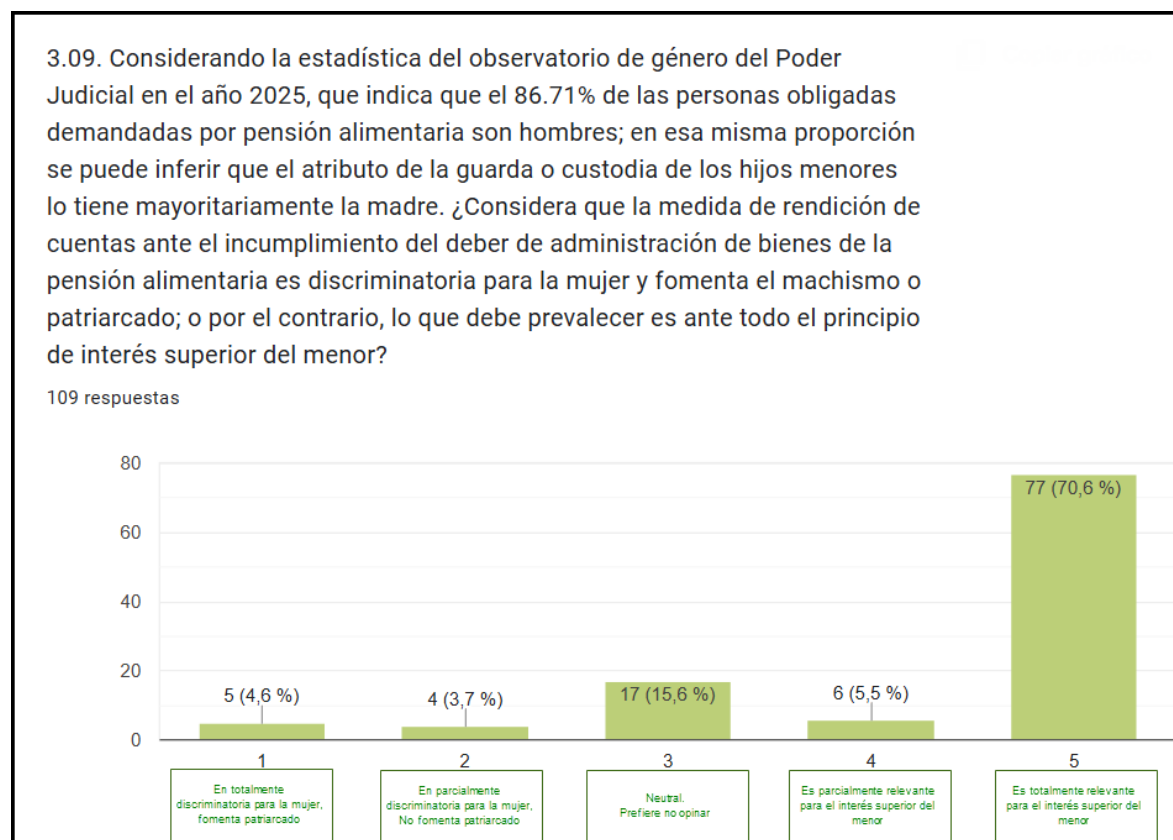 3.09. Considerando la estadística del observatorio de género del Poder
Judicial en el año 2025, que indica que el 86.71% de las personas obligadas
demandadas por pensión alimentaria son hombres; en esa misma proporción
se puede inferir que el atributo de la guarda o custodia de los hijos menores
lo tiene mayoritariamente la madre. ¿Considera que la medida de rendición de
cuentas ante el incumplimiento del deber de administración de bienes de la
pensión alimentaria es discriminatoria para la mujer y fomenta el machismo o
patriarcado; o por el contrario, lo que debe prevalecer es ante todo el principio
de interés superior del menor?
109 respuestas
80
60
40
20
0
5 (4,6 %)
4 (3,7 %)
17 (15,6 %)
6 (5,5 %)
77 (70,6 %)
1
2
3
4
5
En totalmente
discriminatoria para la mujer,
fomenta patriarcado
En parcialmente
discriminatoria para la mujer,
No fomenta patriarcado
Neutral.
Prefiere no opinar
Es parcialmente relevante
para el interés superior del
menor
Es totalmente relevante
para el interés superior del
menor